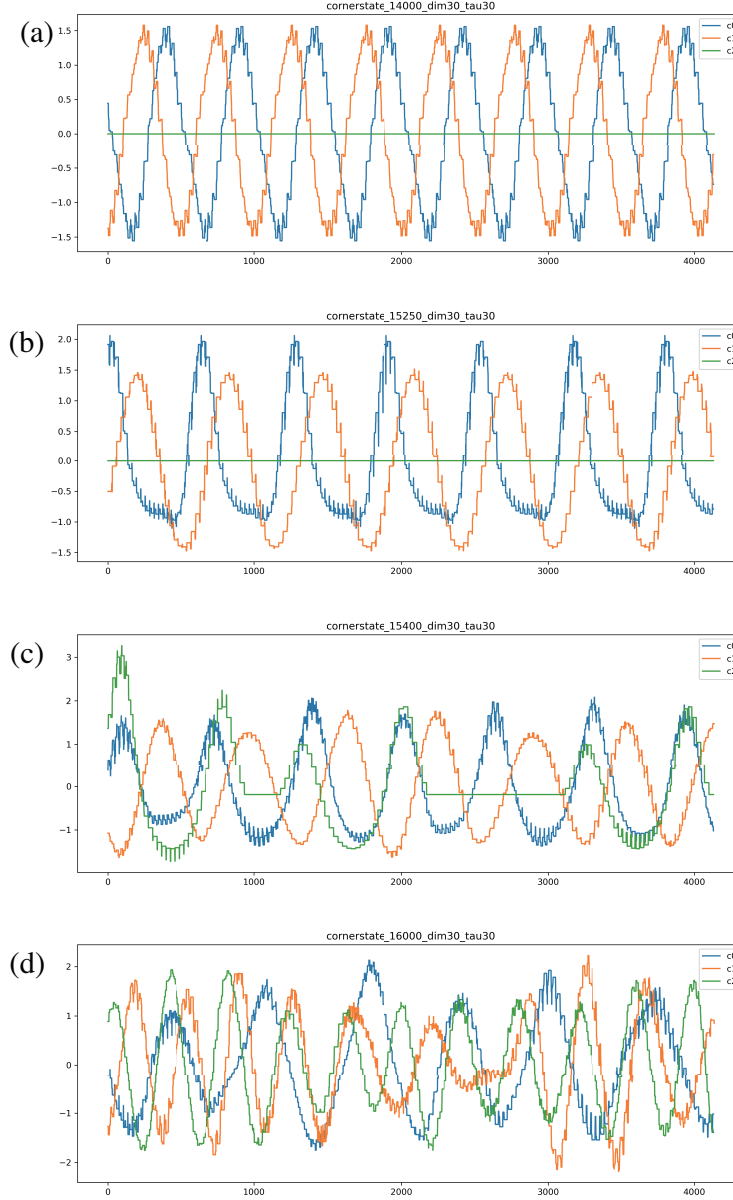 (a)
cornerstate_14000_dim30_tau30
1.5
1.0
0.5
0.0
−0.5
−1.0
−1.5
0 1000 2000 3000 4000
(b)
cornerstate_15250_dim30_tau30
2.0
1.5
1.0
0.5
0.0
−0.5
−1.0
−1.5
0 1000 2000 3000 4000
(c)
cornerstate_15400_dim30_tau30
3
2
1
0
−1
0 1000 2000 3000 4000
(d)
cornerstate_16000_dim30_tau30
2
1
0
−1
−2
0 1000 2000 3000 4000